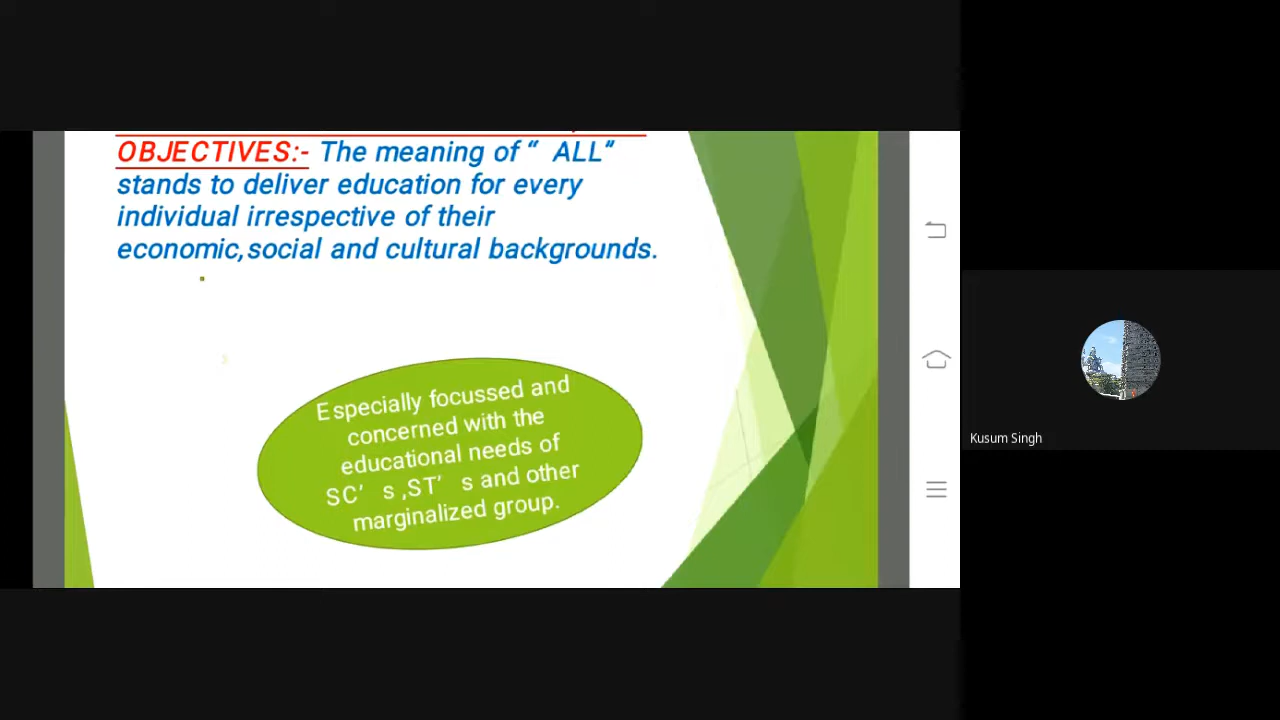 OBJECTIVES:- The meaning of “ ALL“
stands to deliver education for every
individual irrespective of their
economic,social and cultural backgrounds.
Especially focussed and
concerned with the
educational needs of
SC’ s ,ST’ s and other
marginalized group.
Kusum Singh